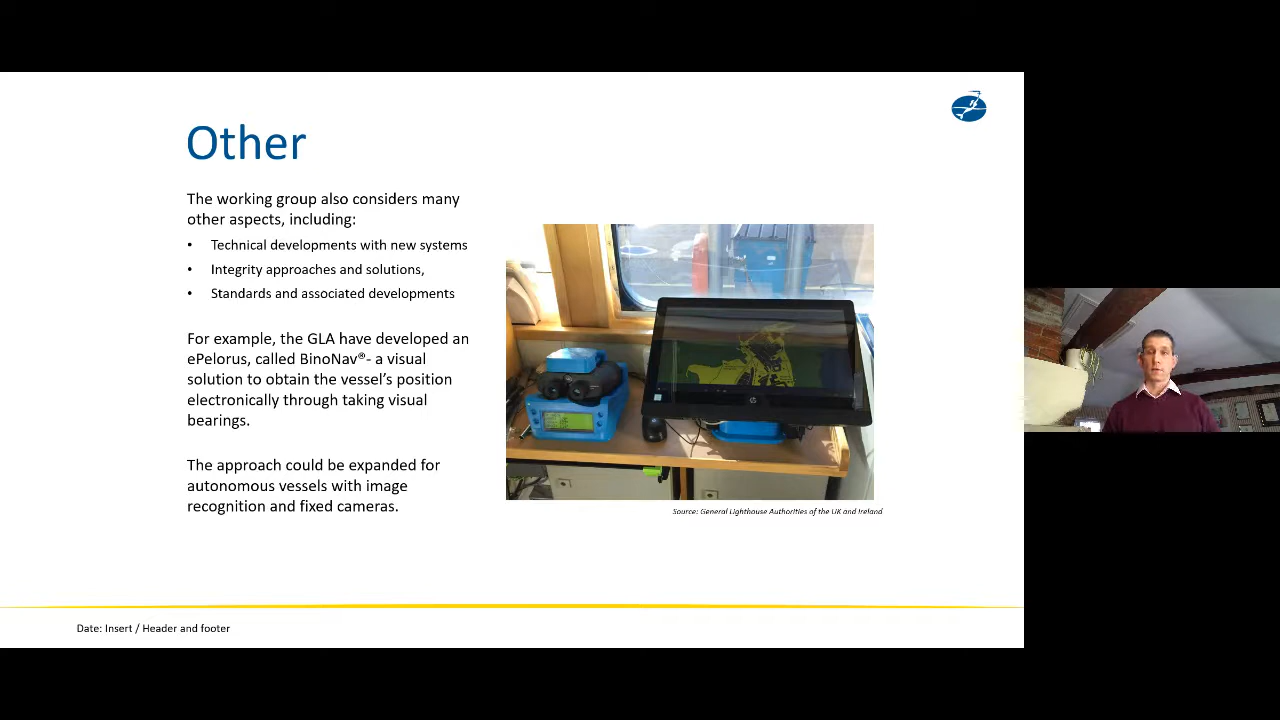 Other
The working group also considers many
other aspects, including:
• Technical developments with new systems
• Integrity approaches and solutions,
• Standards and associated developments
For example, the GLA have developed an
ePelorus, called BinoNav®- a visual
solution to obtain the vessel's position
electronically through taking visual
bearings.
The approach could be expanded for
autonomous vessels with image
recognition and fixed cameras.
Source: General Lighthouse Authorities of the UK and Ireland
Date: Insert / Header and footer